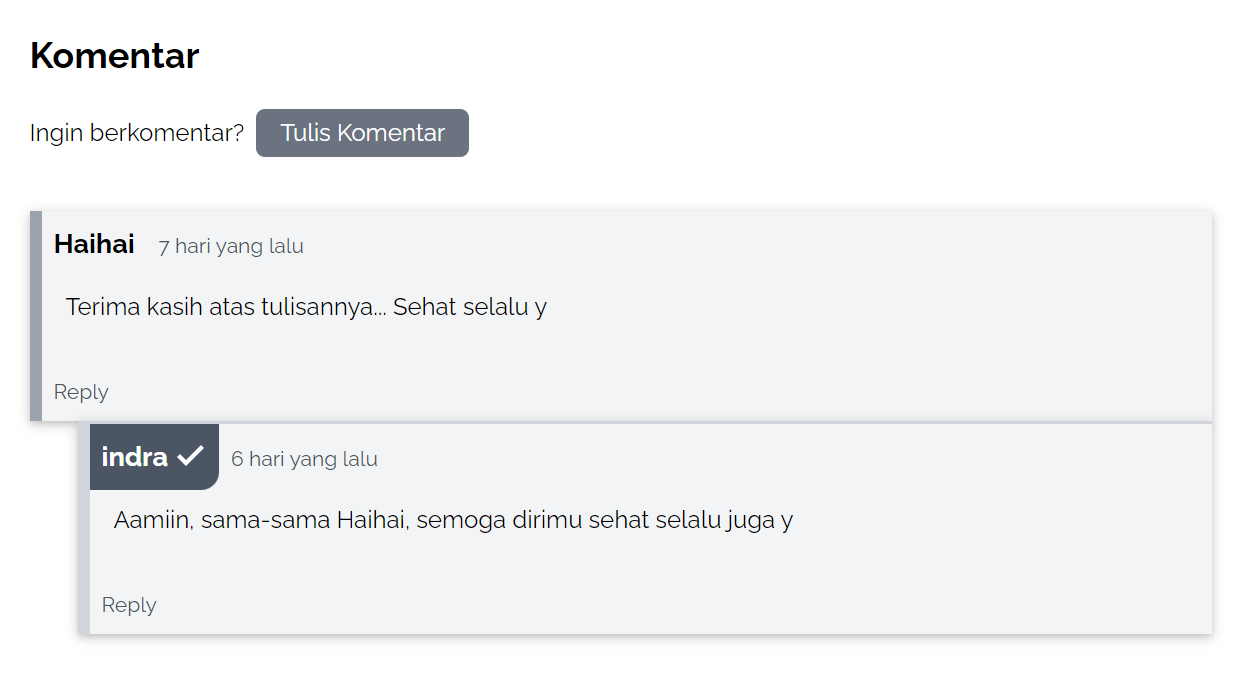 Komentar
Ingin berkomentar? Tulis Komentar
Haihai 7 hari yang lalu
Terima kasih atas tulisannya... Sehat selalu y
Reply
indra 6 hari yang lalu
Aamiin, sama-sama Haihai, semoga dirimu sehat selalu juga y
Reply